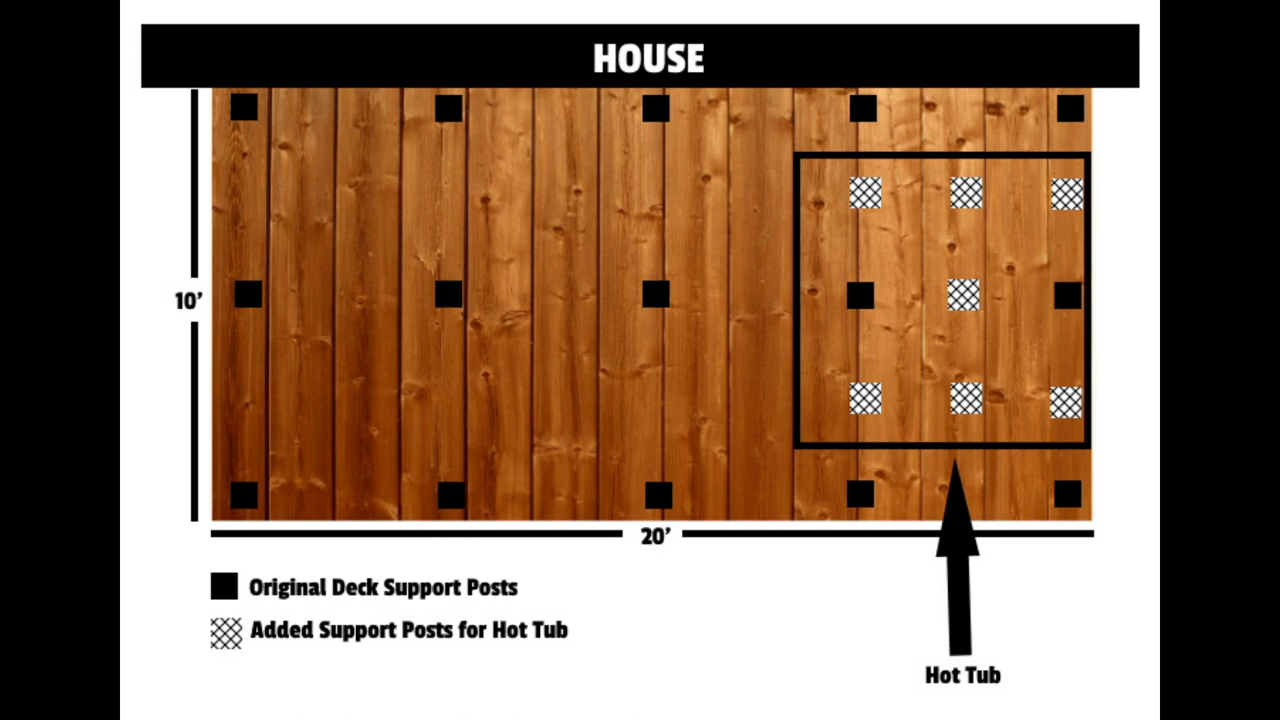 HOUSE
10’
20’
Original Deck Support Posts
Added Support Posts for Hot Tub
Hot Tub